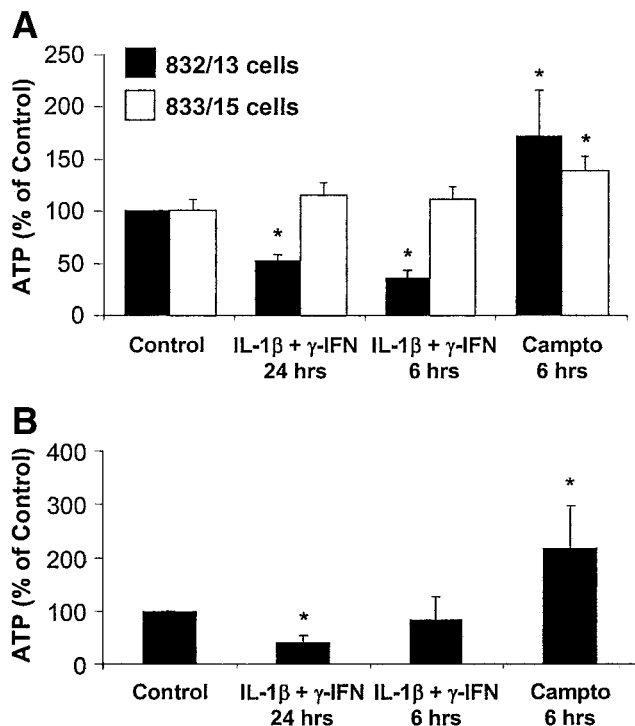 A
ATP (% of Control)
250
200
150
100
50
0
832/13 cells
833/15 cells
*
*
*
*
Control
IL-1β + γ-IFN
24 hrs
IL-1β + γ-IFN
6 hrs
Campto
6 hrs
B
ATP (% of Control)
400
300
200
100
0
*
*
Control
IL-1β + γ-IFN
24 hrs
IL-1β + γ-IFN
6 hrs
Campto
6 hrs